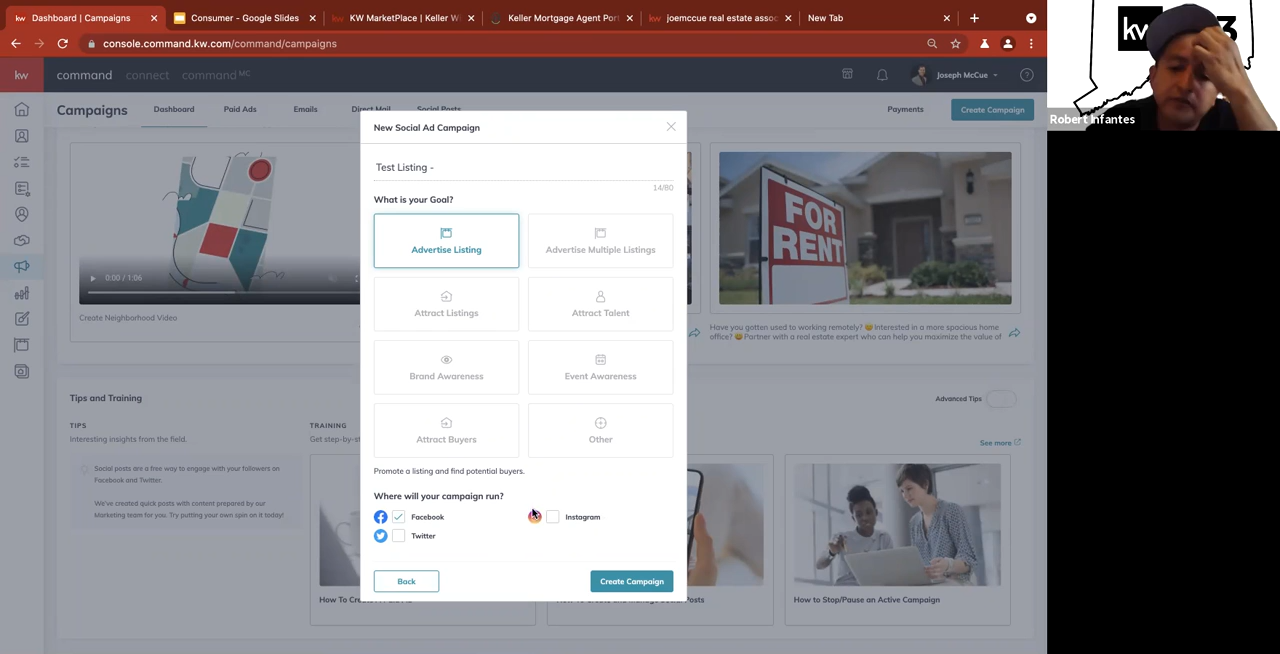 Dashboard | Campaigns
Consumer - Google Slides
KW MarketPlace | Keller W
Keller Mortgage Agent Por
joemccue real estate assoc
New Tab
console.command.kw.com/command/campaigns
kw
command
connect
command MC
Joseph McCue
Campaigns
Dashboard
Paid Ads
Emails
Direct Mail
Social Posts
Payments
Create Campaign
New Social Ad Campaign
Test Listing -
14/80
What is your Goal?
Advertise Listing
Advertise Multiple Listings
Attract Listings
Attract Talent
Brand Awareness
Event Awareness
Attract Buyers
Other
Promote a listing and find potential buyers.
Where will your campaign run?
Facebook
Instagram
Twitter
Back
Create Campaign
0:00 / 1:06
Create Neighborhood Video
FOR
RENT
Have you gotten used to working remotely? 😀 Interested in a more spacious home
office? 😀 Partner with a real estate expert who can help you maximize the value of
Tips and Training
Advanced Tips
TIPS
Interesting insights from the field.
TRAINING
Get step-by-st
See more
Social posts are a free way to engage with your followers on
Facebook and Twitter.
We've created quick posts with content prepared by our
Marketing team for you. Try putting your own spin on it today!
How To Stop/Pause an Active Campaign
kw
3
Robert Infantes